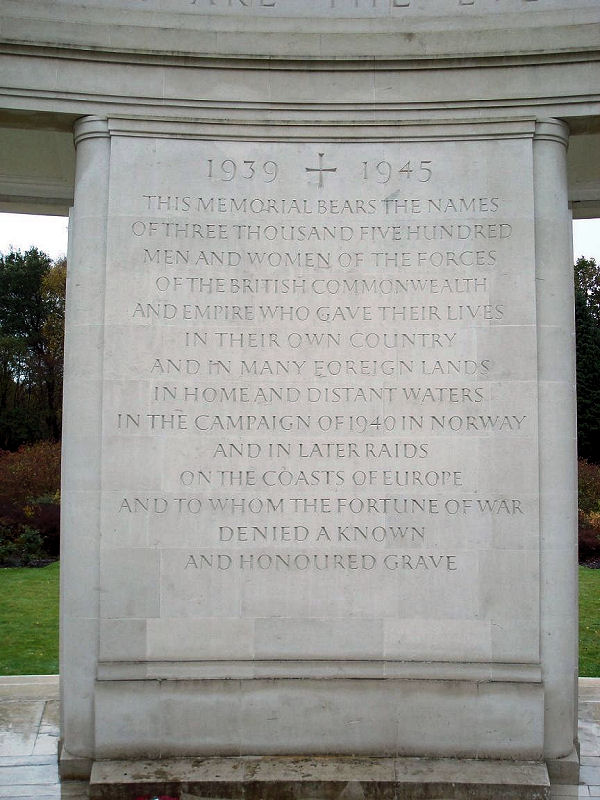 ARE THE
1939 1945
THIS MEMORIAL BEARS THE NAMES
OF THREE THOUSAND FIVE HUNDRED
MEN AND WOMEN OF THE FORCES
OF THE BRITISH COMMONWEALTH
AND EMPIRE WHO GAVE THEIR LIVES
IN THEIR OWN COUNTRY
AND IN MANY FOREIGN LANDS
IN HOME AND DISTANT WATERS
IN THE CAMPAIGN OF 1940 IN NORWAY
AND IN LATER RAIDS
ON THE COASTS OF EUROPE
AND TO WHOM THE FORTUNE OF WAR
DENIED A KNOWN
AND HONOURED GRAVE